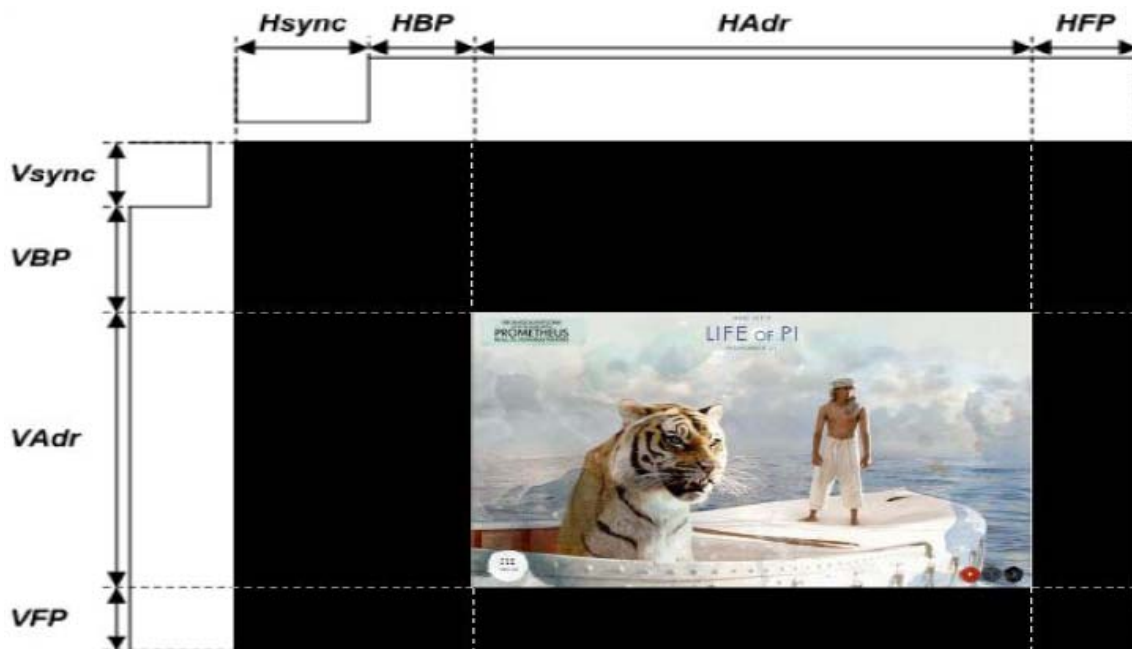 Hsync HBP HAdr HFP
Vsync
VBP
PROMETHEUS
LIFE OF PI
VAdr
VFP